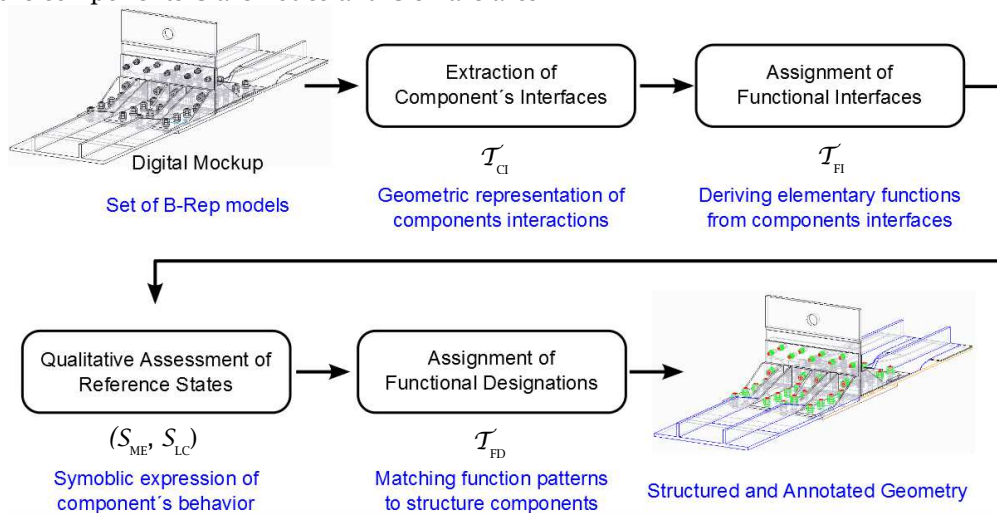 Extraction of
Component´s Interfaces
Assignment of
Functional Interfaces
Digital Mockup
Set of B-Rep models
𝒯CI
Geometric representation of
components interactions
𝒯FI
Deriving elementary functions
from components interfaces
Qualitative Assessment of
Reference States
Assignment of
Functional Designations
(SME, SLC)
Symoblic expression of
component´s behavior
𝒯FD
Matching function patterns
to structure components
Structured and Annotated Geometry